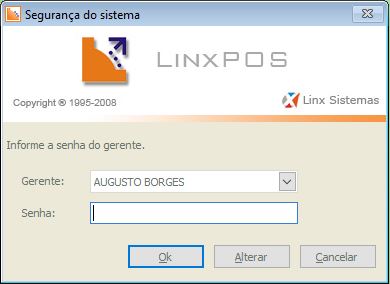 Segurança do sistema
LINXPOS
Copyright ® 1995-2008
Linx Sistemas
Informe a senha do gerente.
Gerente: AUGUSTO BORGES
Senha:
Ok Alterar Cancelar